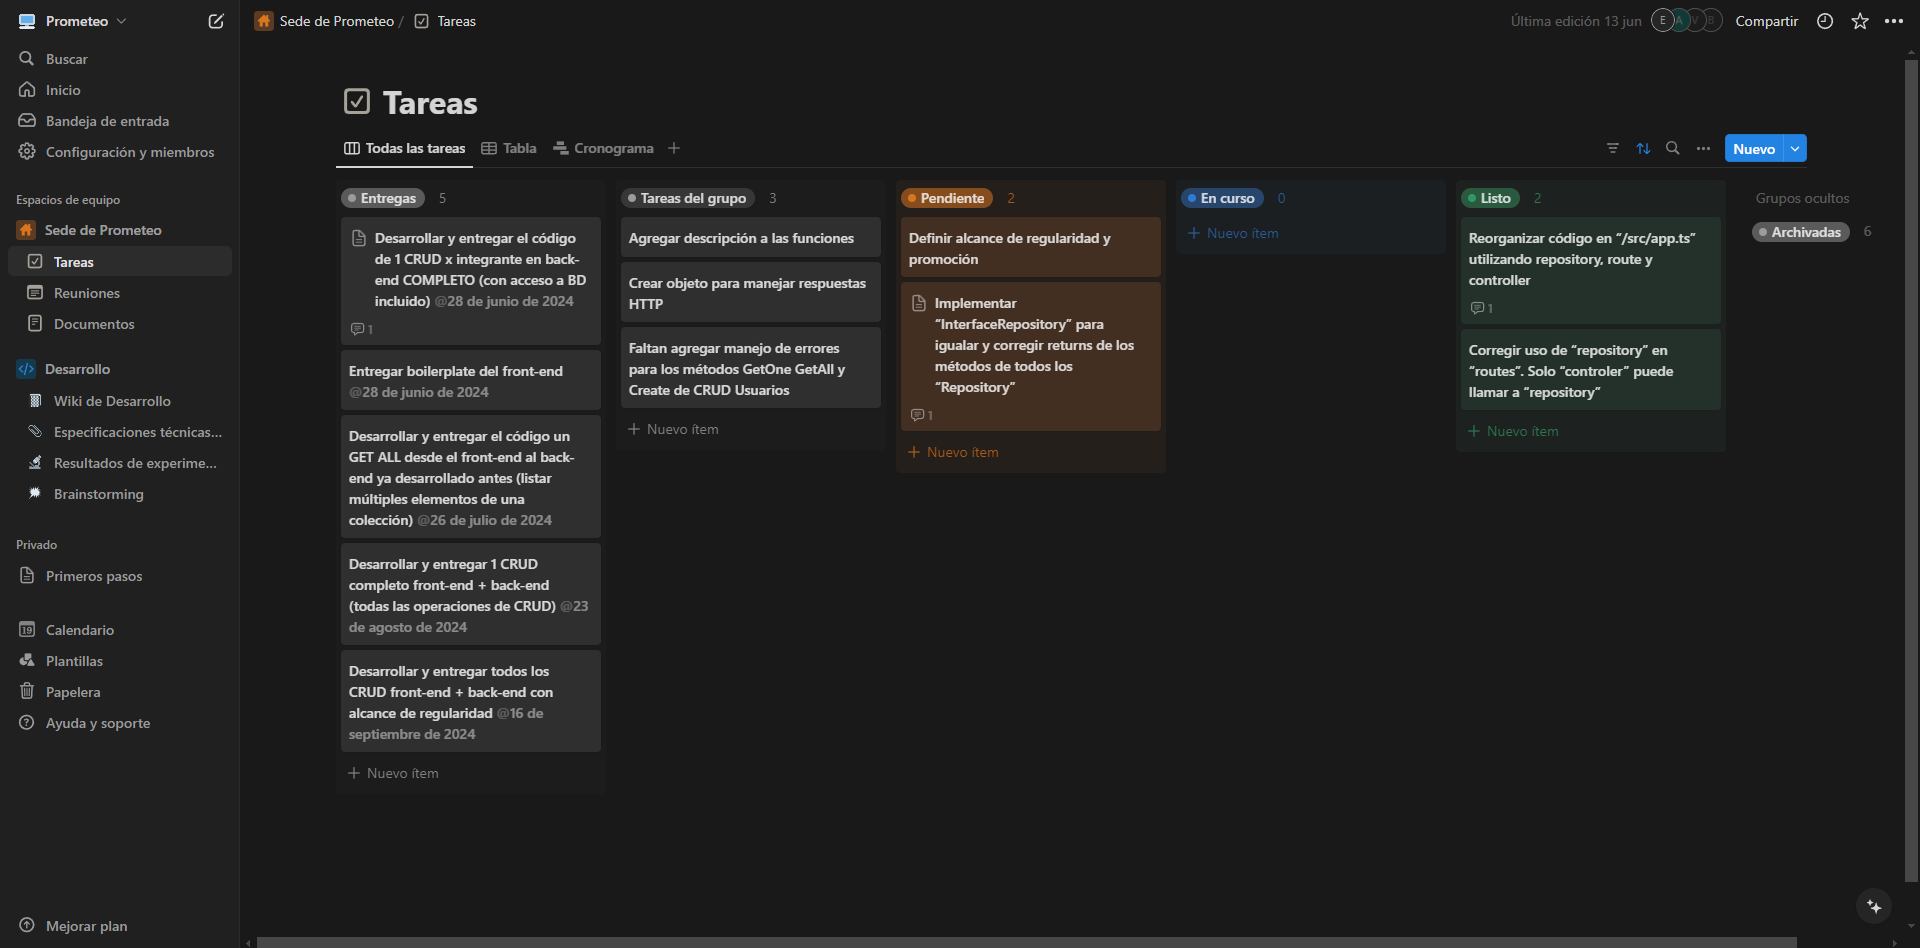 Prometeo
Buscar
Inicio
Bandeja de entrada
Configuración y miembros
Espacios de equipo
Sede de Prometeo
Tareas
Reuniones
Documentos
Desarrollo
Wiki de Desarrollo
Especificaciones técnicas...
Resultados de experime...
Brainstorming
Privado
Primeros pasos
19
Calendario
Plantillas
Papelera
Ayuda y soporte
Mejorar plan
Sede de Prometeo / Tareas
Última edición 13 jun
E A V B
Compartir
Tareas
Todas las tareas
Tabla
Cronograma
Nuevo
Entregas 5
Desarrollar y entregar el código
de 1 CRUD x integrante en back-
end COMPLETO (con acceso a BD
incluido) @28 de junio de 2024
1
Entregar boilerplate del front-end
@28 de junio de 2024
Desarrollar y entregar el código un
GET ALL desde el front-end al back-
end ya desarrollado antes (listar
múltiples elementos de una
colección) @26 de julio de 2024
Desarrollar y entregar 1 CRUD
completo front-end + back-end
(todas las operaciones de CRUD) @23
de agosto de 2024
Desarrollar y entregar todos los
CRUD front-end + back-end con
alcance de regularidad @16 de
septiembre de 2024
+ Nuevo ítem
Tareas del grupo 3
Agregar descripción a las funciones
Crear objeto para manejar respuestas
HTTP
Faltan agregar manejo de errores
para los métodos GetOne GetAll y
Create de CRUD Usuarios
+ Nuevo ítem
Pendiente 2
Definir alcance de regularidad y
promoción
Implementar
“InterfaceRepository” para
igualar y corregir returns de los
métodos de todos los
“Repository”
1
+ Nuevo ítem
En curso 0
+ Nuevo ítem
Listo 2
Reorganizar código en “/src/app.ts”
utilizando repository, route y
controller
1
Corregir uso de “repository” en
“routes”. Solo “controler” puede
llamar a “repository”
+ Nuevo ítem
Grupos ocultos
Archivadas 6